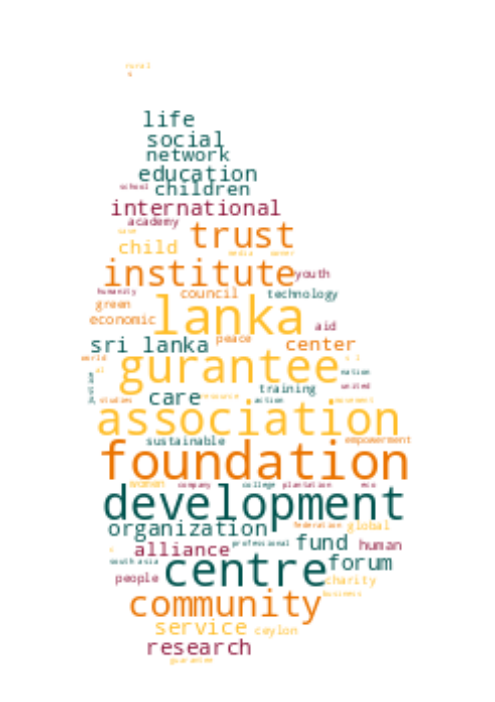 rural
life
social
network
education
school children
international
academy
trust
child
institute youth
humanity council technology
green
lanka
economic
aid
sri lanka peace center
world
gurantee
nation
training united
care resource
studies action
association
sustainable empowerment
foundation
women company college plantation eco
development
organization federation global
professional fund human
alliance
south asia centre forum
people charity
business
community
service ceylon
research
guarantee